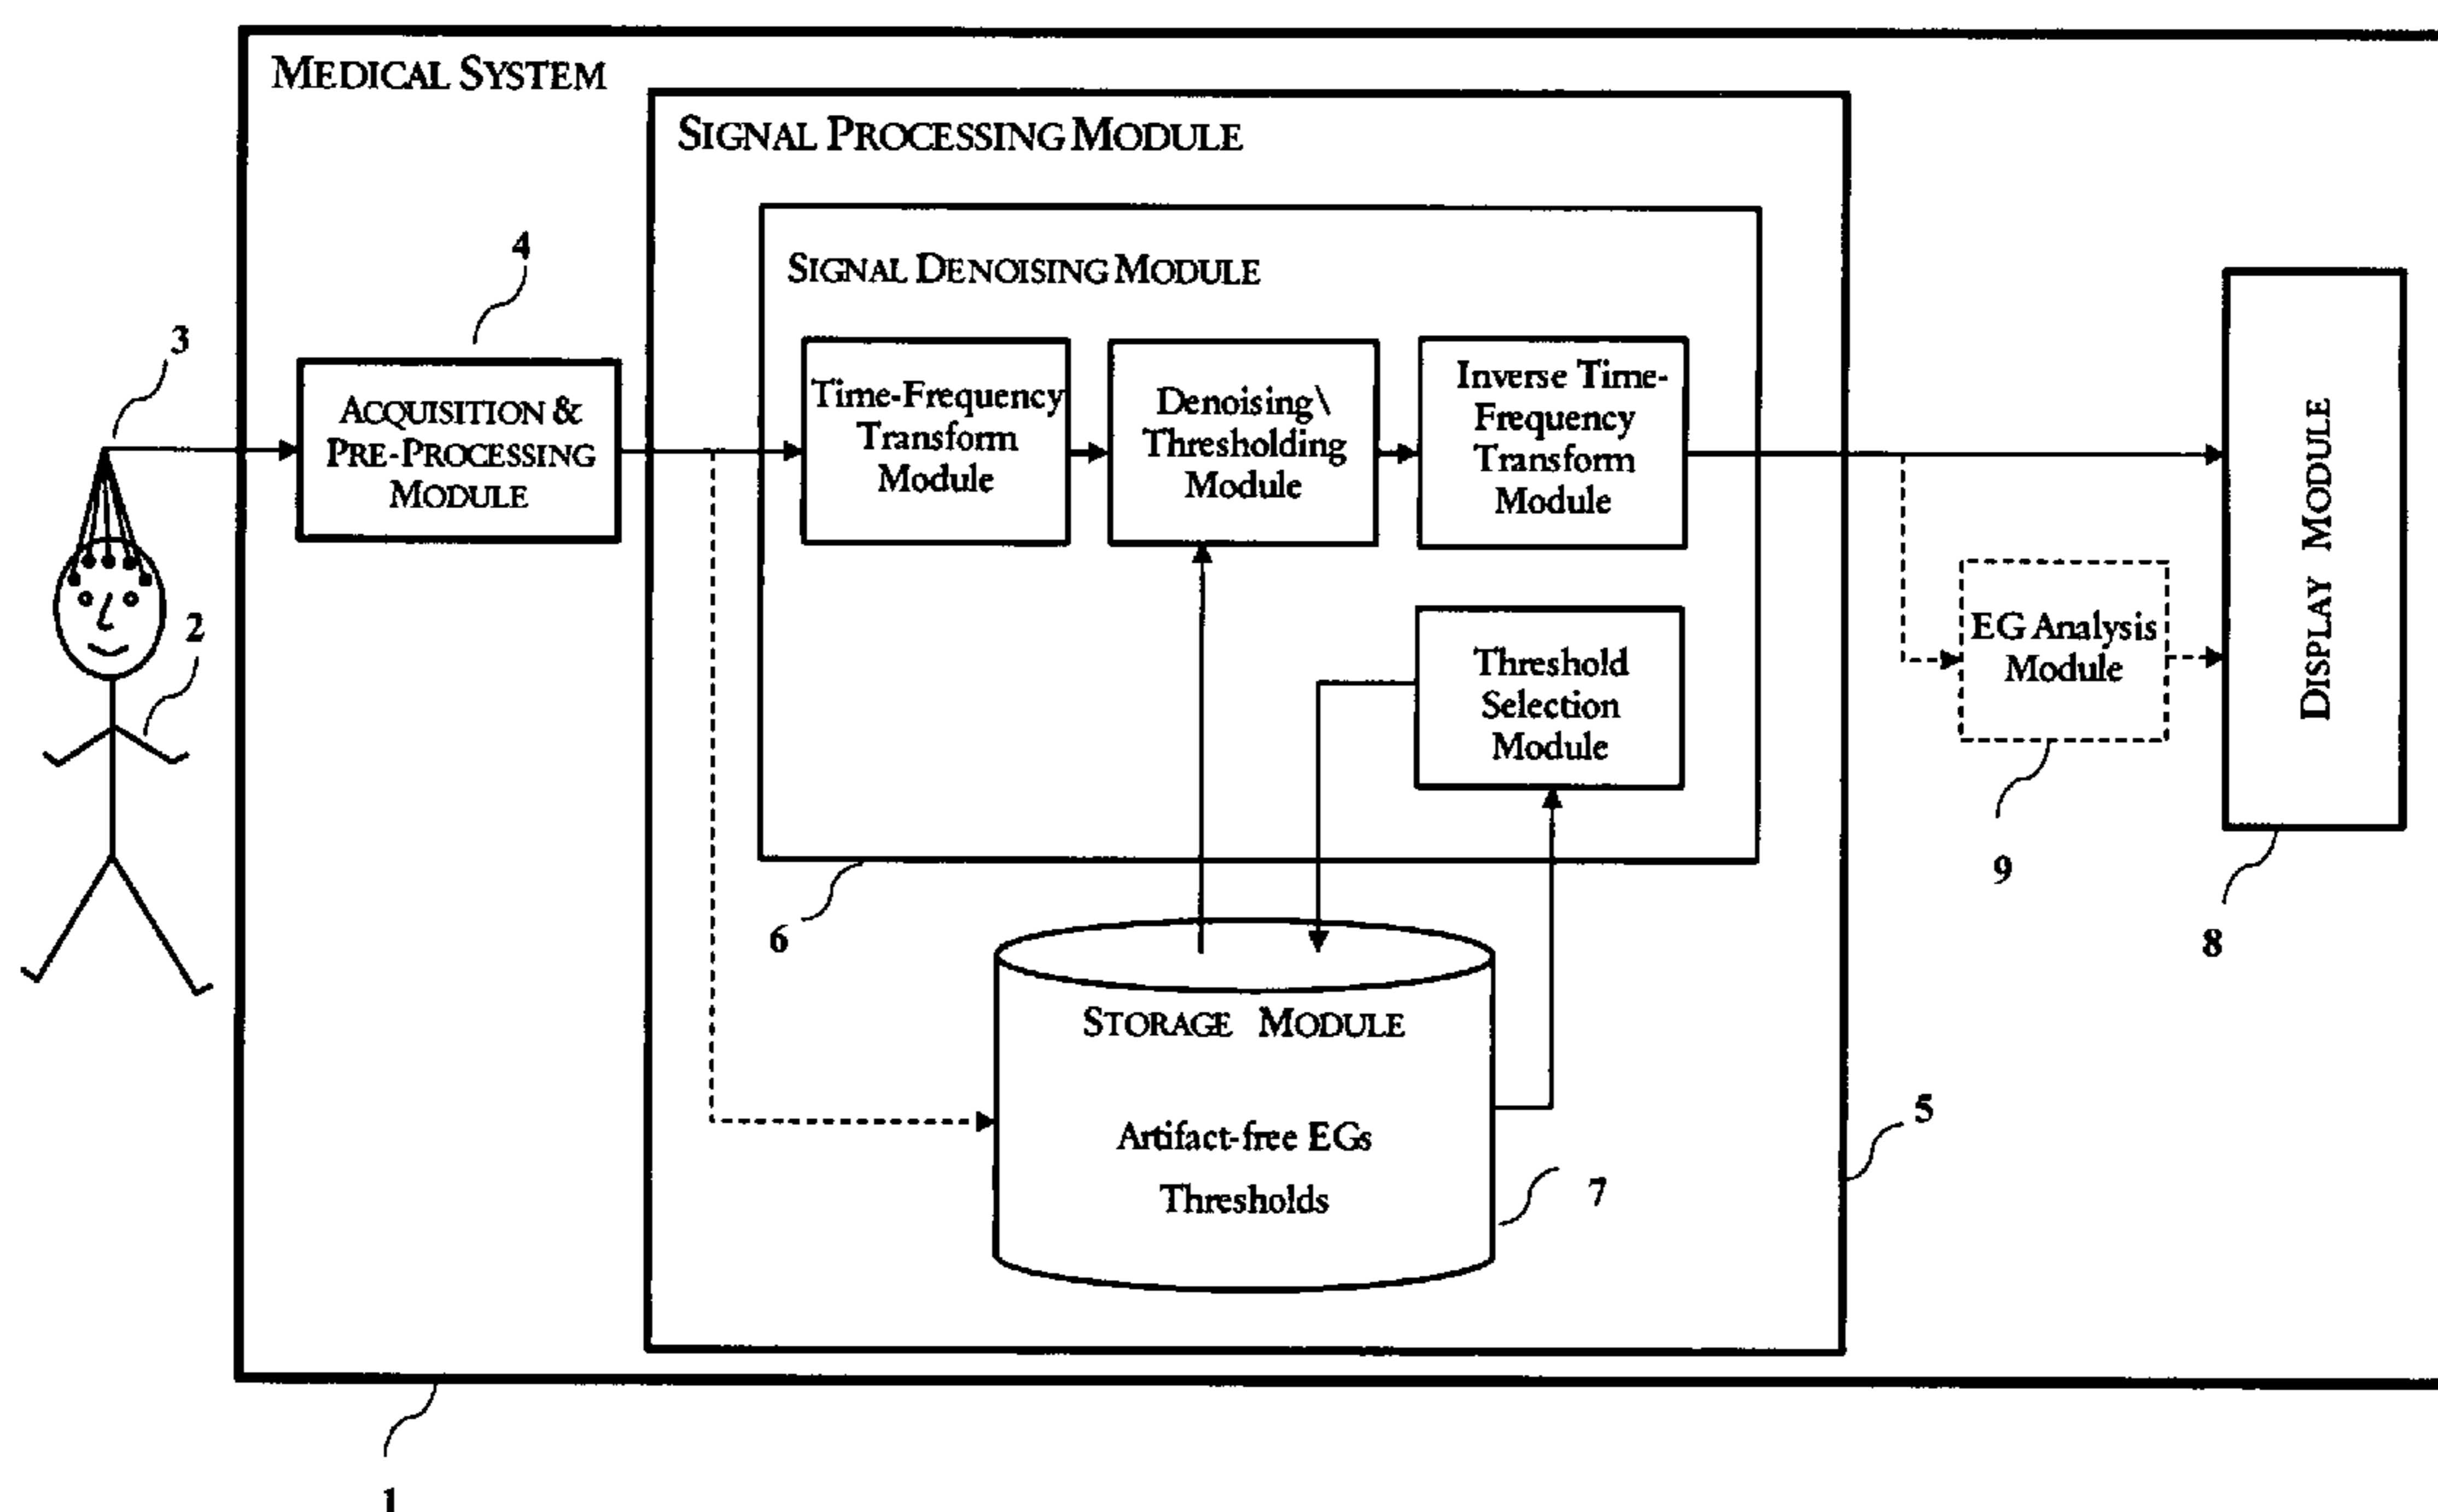 MEDICAL SYSTEM
SIGNAL PROCESSING MODULE
SIGNAL DENOISING MODULE
4
3
ACQUISITION &
PRE-PROCESSING
MODULE
Time-Frequency
Transform
Module
Denoising\
Thresholding
Module
Inverse Time-
Frequency
Transform
Module
DISPLAY MODULE
2
EG Analysis
Module
Threshold
Selection
Module
9
6
8
STORAGE MODULE
Artifact-free EGs
Thresholds
5
7
1